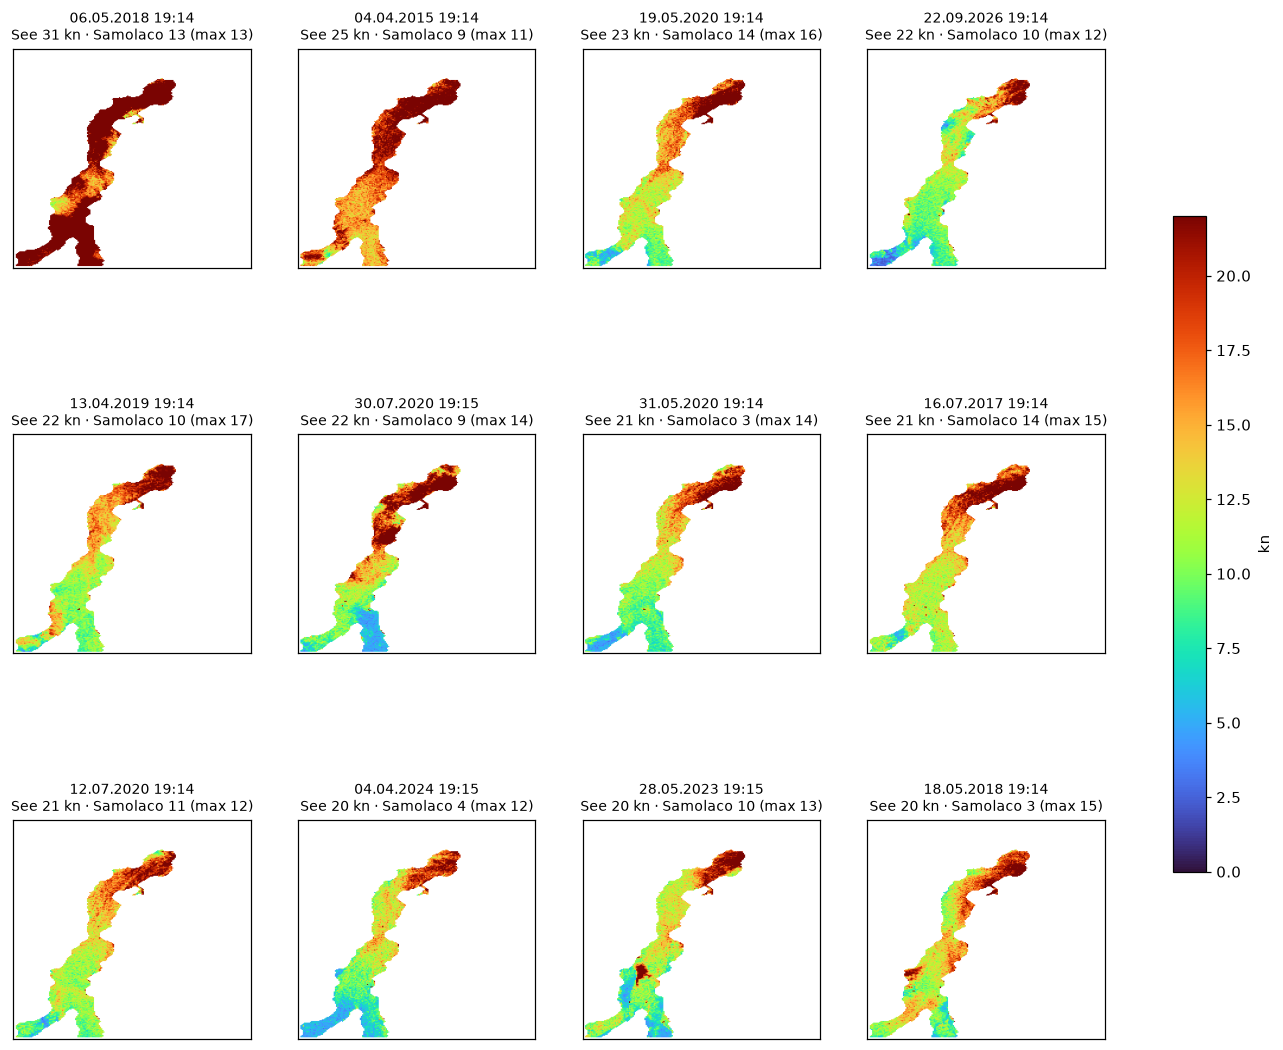 06.05.2018 19:14
See 31 kn · Samolaco 13 (max 13)
04.04.2015 19:14
See 25 kn · Samolaco 9 (max 11)
19.05.2020 19:14
See 23 kn · Samolaco 14 (max 16)
22.09.2026 19:14
See 22 kn · Samolaco 10 (max 12)
13.04.2019 19:14
See 22 kn · Samolaco 10 (max 17)
30.07.2020 19:15
See 22 kn · Samolaco 9 (max 14)
31.05.2020 19:14
See 21 kn · Samolaco 3 (max 14)
16.07.2017 19:14
See 21 kn · Samolaco 14 (max 15)
12.07.2020 19:14
See 21 kn · Samolaco 11 (max 12)
04.04.2024 19:15
See 20 kn · Samolaco 4 (max 12)
28.05.2023 19:15
See 20 kn · Samolaco 10 (max 13)
18.05.2018 19:14
See 20 kn · Samolaco 3 (max 15)
20.0
17.5
15.0
12.5
10.0
7.5
5.0
2.5
0.0
kn